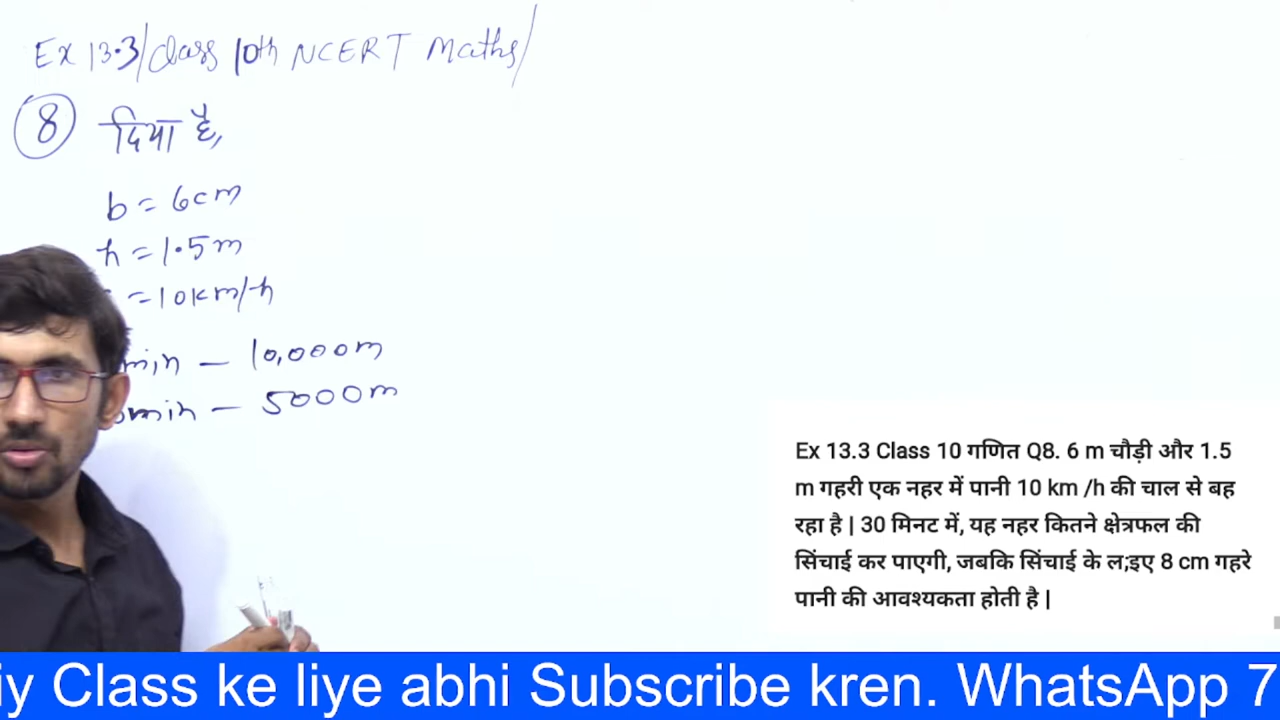 Ex 13.3/Class 10th NCERT Maths/
8 दिया है,
b = 6cm
h = 1.5m
= 10km/h
min – 10,000m
min – 5000m
Ex 13.3 Class 10 गणित Q8. 6 m चौड़ी और 1.5
m गहरी एक नहर में पानी 10 km /h की चाल से बह
रहा है | 30 मिनट में, यह नहर कितने क्षेत्रफल की
सिंचाई कर पाएगी, जबकि सिंचाई के ल;इए 8 cm गहरे
पानी की आवश्यकता होती है |
iy Class ke liye abhi Subscribe kren. WhatsApp 7